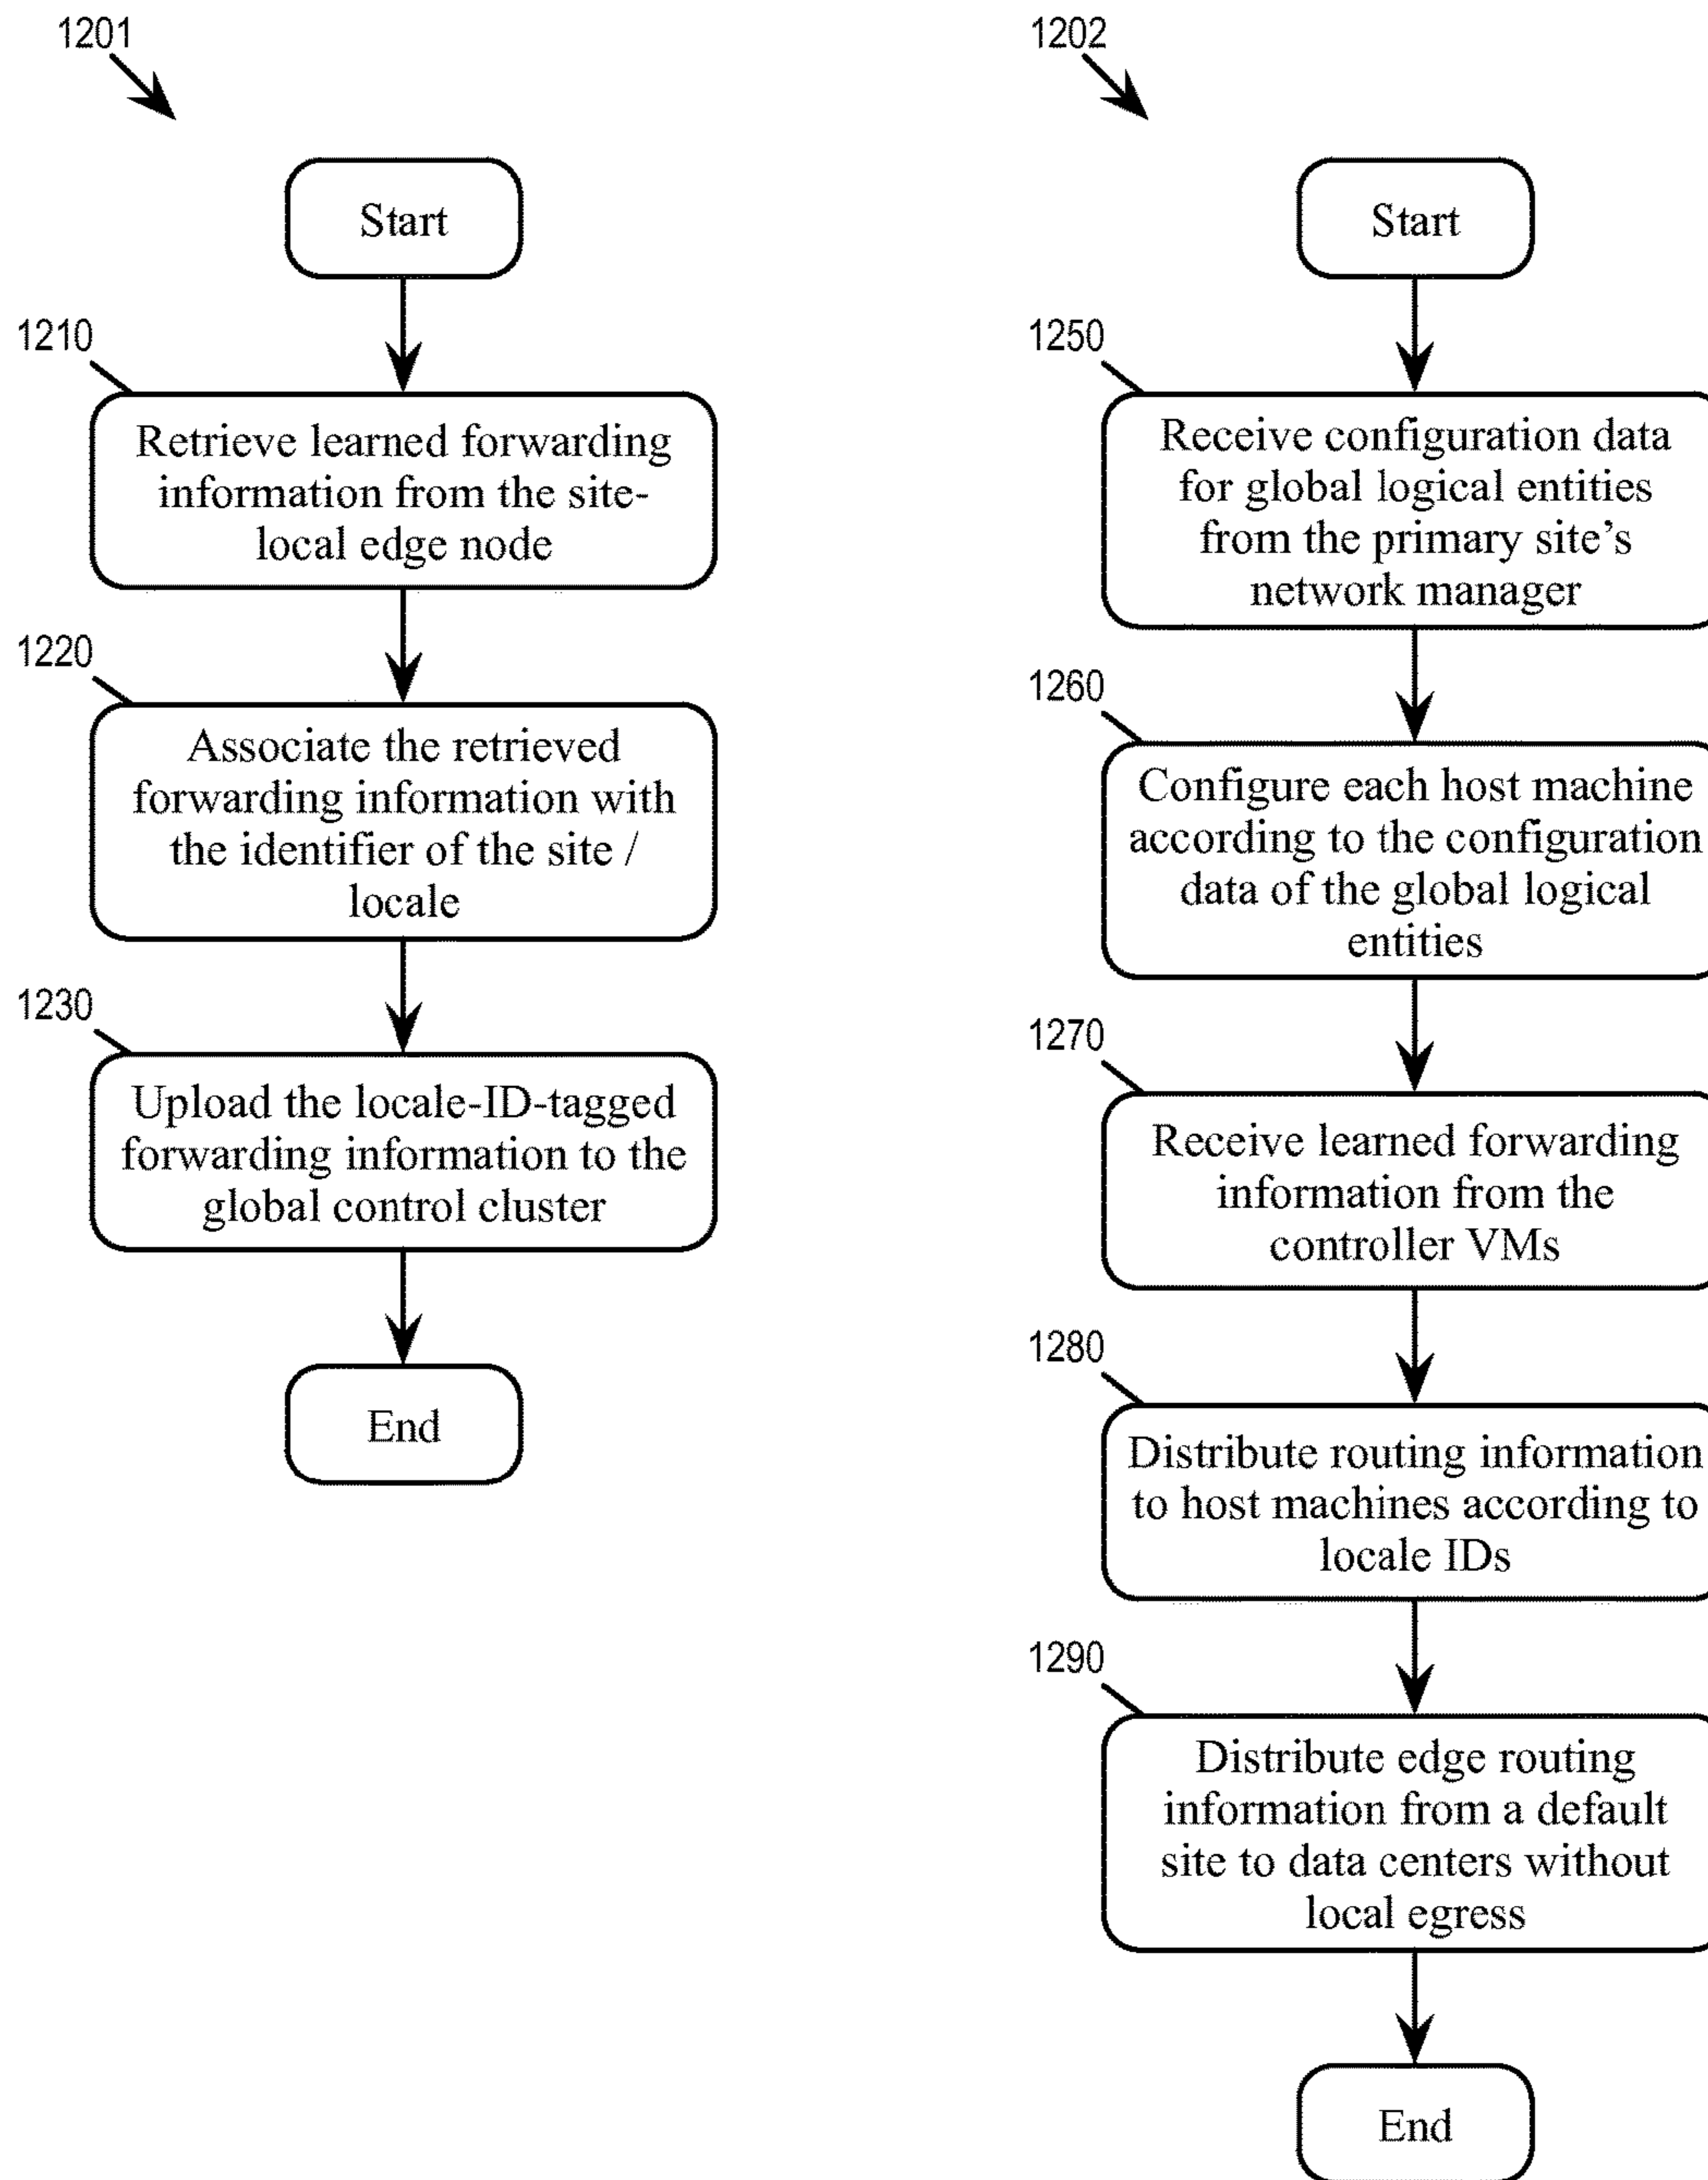 1201
Start
1210
Retrieve learned forwarding
information from the site-
local edge node
1220
Associate the retrieved
forwarding information with
the identifier of the site /
locale
1230
Upload the locale-ID-tagged
forwarding information to the
global control cluster
End
1202
Start
1250
Receive configuration data
for global logical entities
from the primary site's
network manager
1260
Configure each host machine
according to the configuration
data of the global logical
entities
1270
Receive learned forwarding
information from the
controller VMs
1280
Distribute routing information
to host machines according to
locale IDs
1290
Distribute edge routing
information from a default
site to data centers without
local egress
End